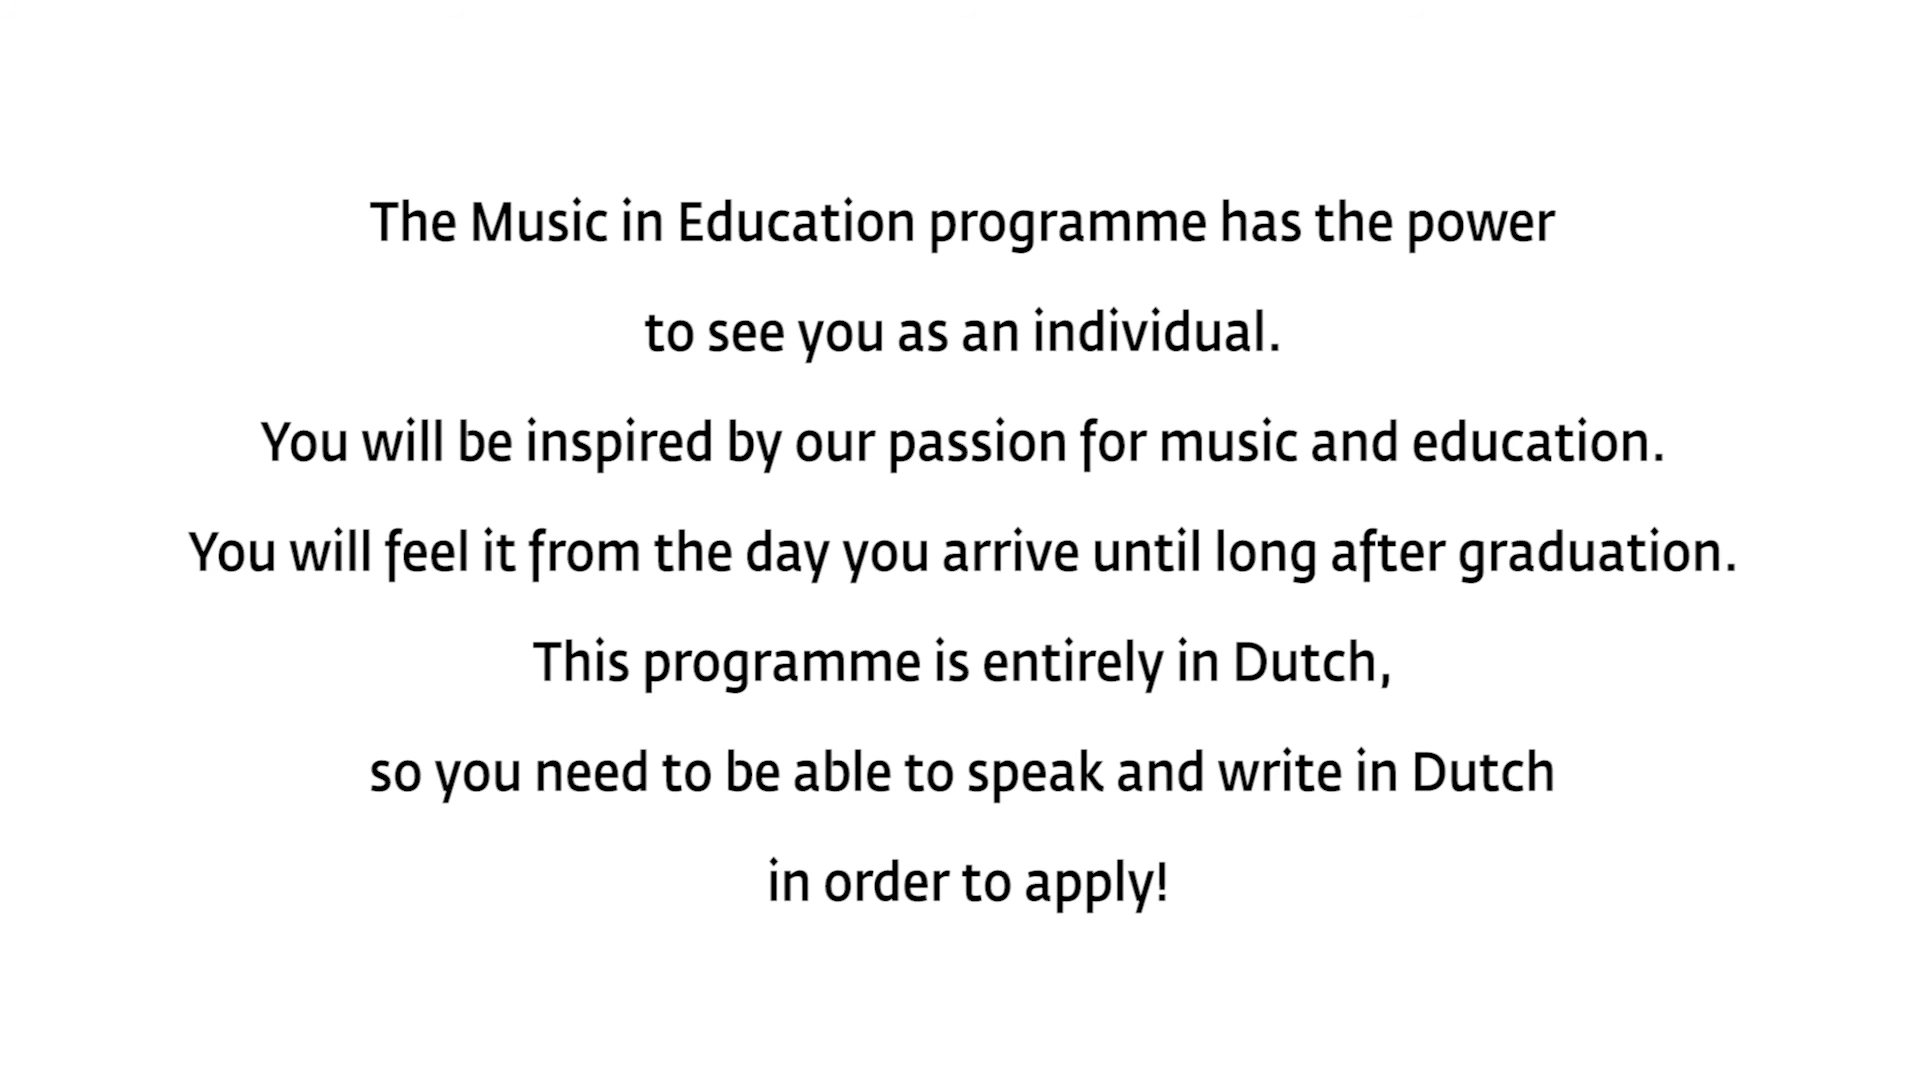 The Music in Education programme has the power
to see you as an individual.
You will be inspired by our passion for music and education.
You will feel it from the day you arrive until long after graduation.
This programme is entirely in Dutch,
so you need to be able to speak and write in Dutch
in order to apply!